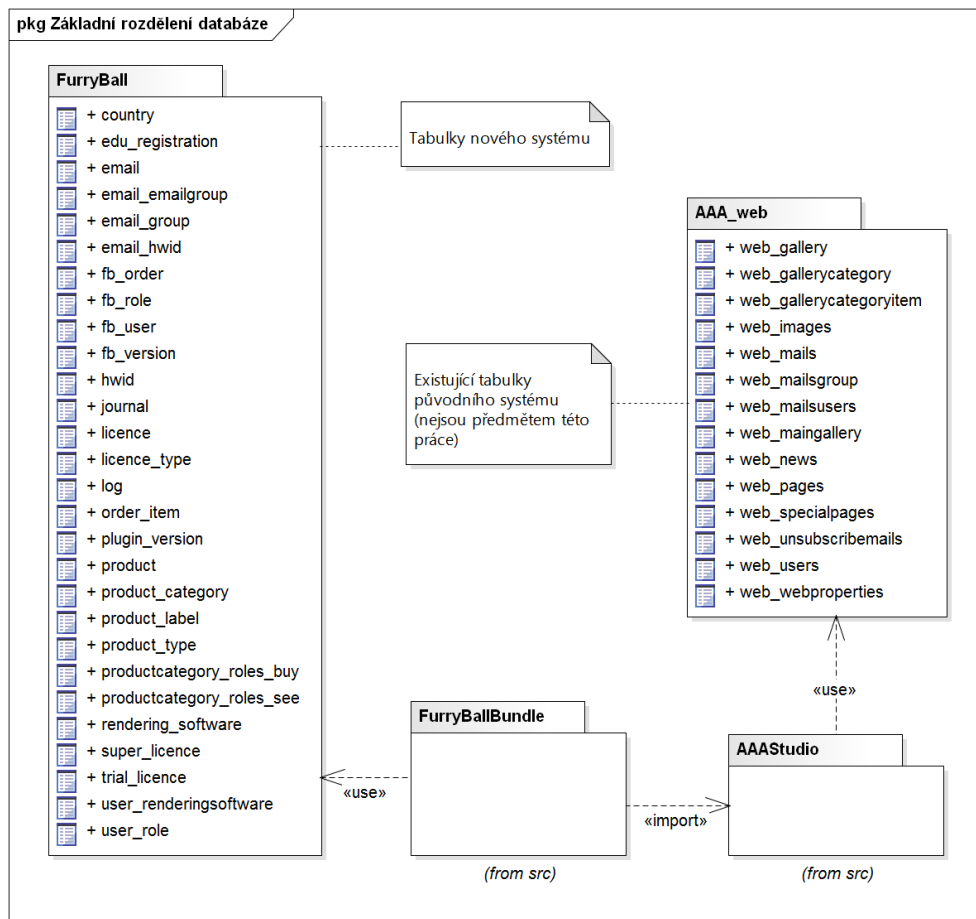 pkg Základní rozdělení databáze
FurryBall
+ country
+ edu_registration
+ email
+ email_emailgroup
+ email_group
+ email_hwid
+ fb_order
+ fb_role
+ fb_user
+ fb_version
+ hwid
+ journal
+ licence
+ licence_type
+ log
+ order_item
+ plugin_version
+ product
+ product_category
+ product_label
+ product_type
+ productcategory_roles_buy
+ productcategory_roles_see
+ rendering_software
+ super_licence
+ trial_licence
+ user_renderingsoftware
+ user_role
Tabulky nového systému
AAA_web
+ web_gallery
+ web_gallerycategory
+ web_gallerycategoryitem
+ web_images
+ web_mails
+ web_mailsgroup
+ web_mailsusers
+ web_maingallery
+ web_news
+ web_pages
+ web_specialpages
+ web_unsubscribemails
+ web_users
+ web_webproperties
Existující tabulky
původního systému
(nejsou předmětem této
práce)
«use»
FurryBallBundle
AAAStudio
«use»
«import»
(from src)
(from src)